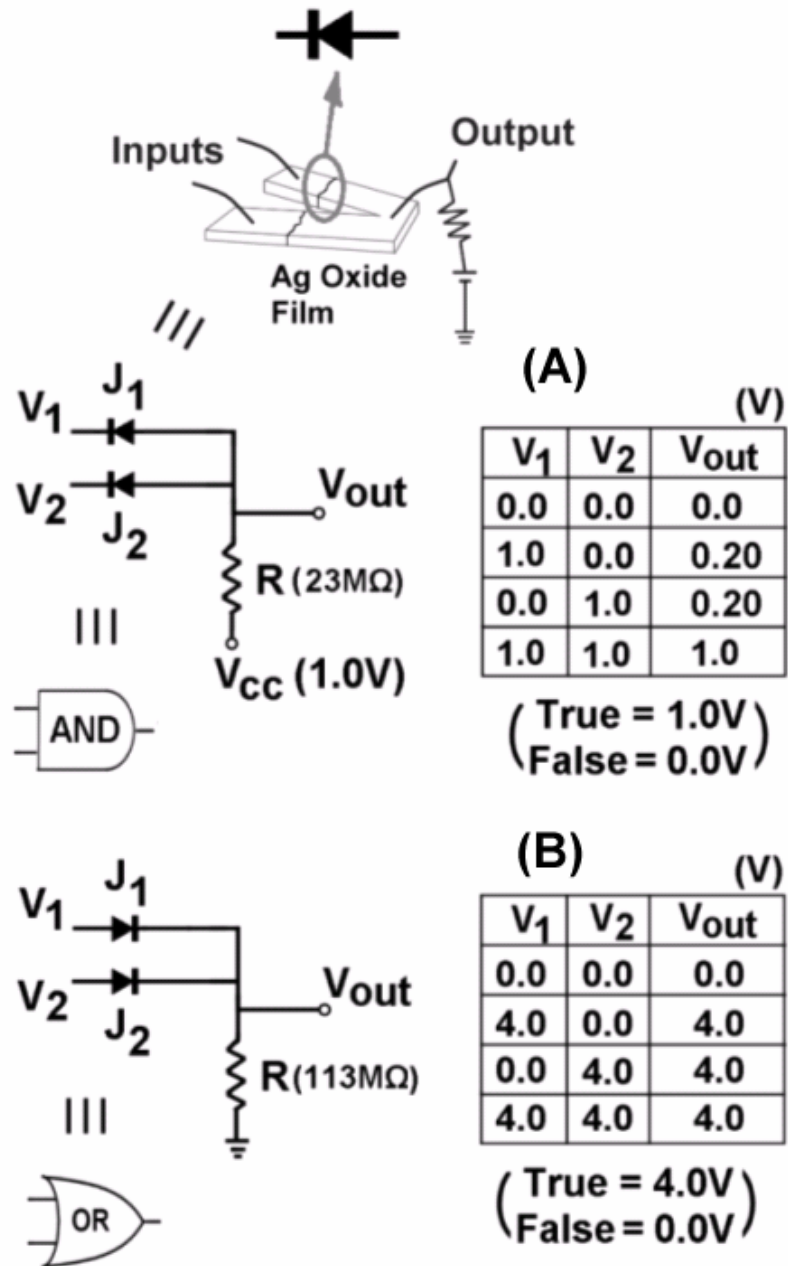 Inputs
Output
Ag Oxide
Film
(A)
J1
V1
V2
J2
Vout
R (23MΩ)
VCC (1.0V)
AND
(V)
V1 V2 Vout
0.0 0.0 0.0
1.0 0.0 0.20
0.0 1.0 0.20
1.0 1.0 1.0
(True = 1.0V
False = 0.0V)
(B)
J1
V1
V2
J2
Vout
R (113MΩ)
OR
(V)
V1 V2 Vout
0.0 0.0 0.0
4.0 0.0 4.0
0.0 4.0 4.0
4.0 4.0 4.0
(True = 4.0V
False = 0.0V)